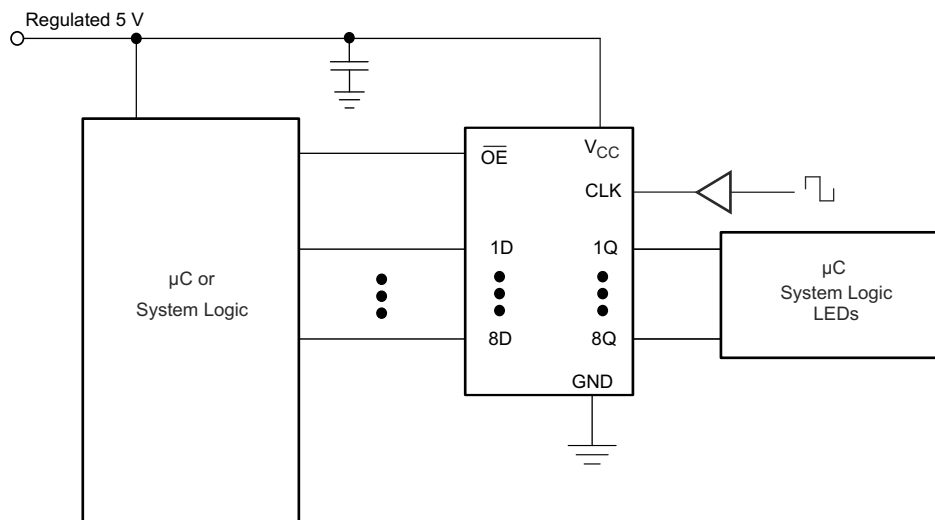 Regulated 5 V
OE
VCC
CLK
1D
1Q
8D
8Q
GND
µC or
System Logic
µC
System Logic
LEDs